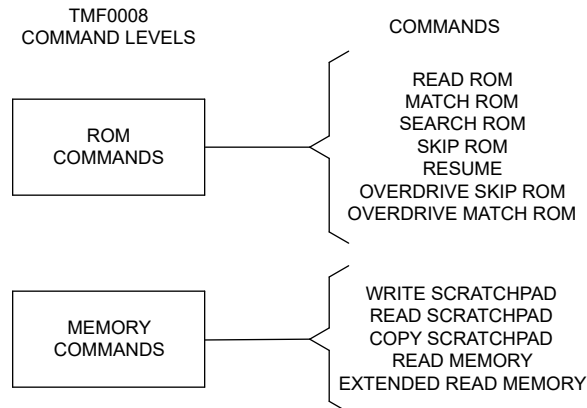 TMF0008
COMMAND LEVELS
COMMANDS
ROM
COMMANDS
READ ROM
MATCH ROM
SEARCH ROM
SKIP ROM
RESUME
OVERDRIVE SKIP ROM
OVERDRIVE MATCH ROM
MEMORY
COMMANDS
WRITE SCRATCHPAD
READ SCRATCHPAD
COPY SCRATCHPAD
READ MEMORY
EXTENDED READ MEMORY